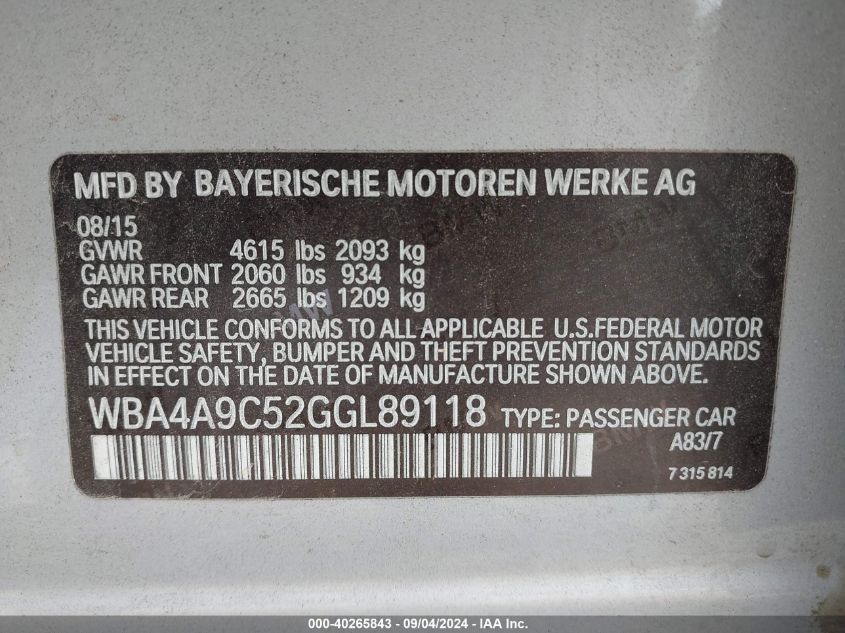 MFD BY BAYERISCHE MOTOREN WERKE AG
08/15
GVWR 4615 lbs 2093 kg
GAWR FRONT 2060 lbs 934 kg
GAWR REAR 2665 lbs 1209 kg
THIS VEHICLE CONFORMS TO ALL APPLICABLE U.S.FEDERAL MOTOR
VEHICLE SAFETY, BUMPER AND THEFT PREVENTION STANDARDS
IN EFFECT ON THE DATE OF MANUFACTURE SHOWN ABOVE.
WBA4A9C52GGL89118 TYPE: PASSENGER CAR
A83/7
7 315 814
000-40265843 - 09/04/2024 - IAA Inc.